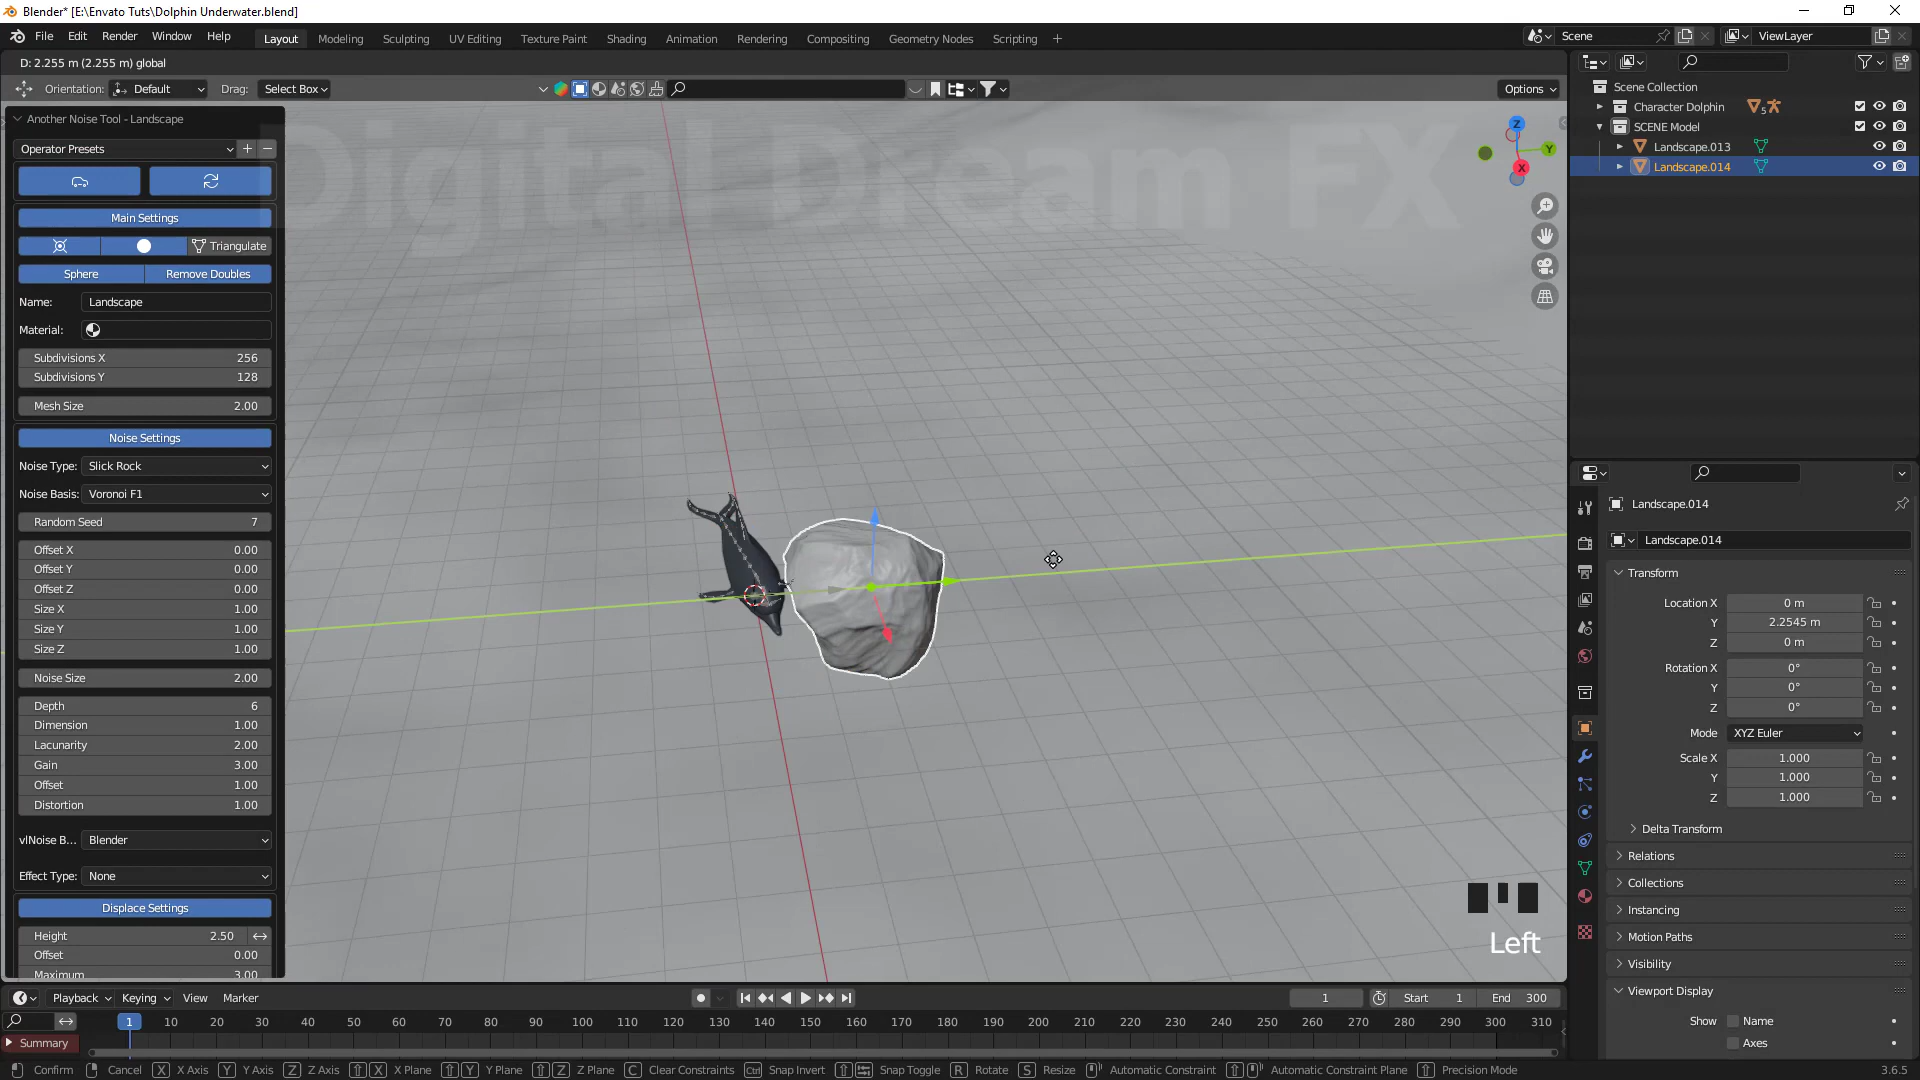 Blender* [E:\Envato Tuts\Dolphin Underwater.blend]
File Edit Render Window Help
Layout Modeling Sculpting UV Editing Texture Paint Shading Animation Rendering Compositing Geometry Nodes Scripting +
Scene
ViewLayer
D: 2.255 m (2.255 m) global
Orientation: Default Drag: Select Box
Options
Another Noise Tool - Landscape
Operator Presets
Main Settings
Triangulate
Sphere Remove Doubles
Name: Landscape
Material:
Subdivisions X 256
Subdivisions Y 128
Mesh Size 2.00
Noise Settings
Noise Type: Slick Rock
Noise Basis: Voronoi F1
Random Seed 7
Offset X 0.00
Offset Y 0.00
Offset Z 0.00
Size X 1.00
Size Y 1.00
Size Z 1.00
Noise Size 2.00
Depth 6
Dimension 1.00
Lacunarity 2.00
Gain 3.00
Offset 1.00
Distortion 1.00
vlNoise B... Blender
Effect Type: None
Displace Settings
Height 2.50
Offset 0.00
Maximum 3.00
Digital Dream FX
Z
Y
X
Left
Scene Collection
Character Dolphin 5
SCENE Model
Landscape.013
Landscape.014
Landscape.014
Landscape.014
Transform
Location X 0 m
Y 2.2545 m
Z 0 m
Rotation X 0°
Y 0°
Z 0°
Mode XYZ Euler
Scale X 1.000
Y 1.000
Z 1.000
Delta Transform
Relations
Collections
Instancing
Motion Paths
Visibility
Viewport Display
Show Name
Axes
Playback Keying View Marker
1 Start 1 End 300
1 10 20 30 40 50 60 70 80 90 100 110 120 130 140 150 160 170 180 190 200 210 220 230 240 250 260 270 280 290 300 310
Summary
Confirm Cancel X X Axis Y Y Axis Z Z Axis X X Plane Y Y Plane Z Z Plane C Clear Constraints Ctrl Snap Invert Snap Toggle R Rotate S Resize Automatic Constraint Automatic Constraint Plane Precision Mode
3.6.5